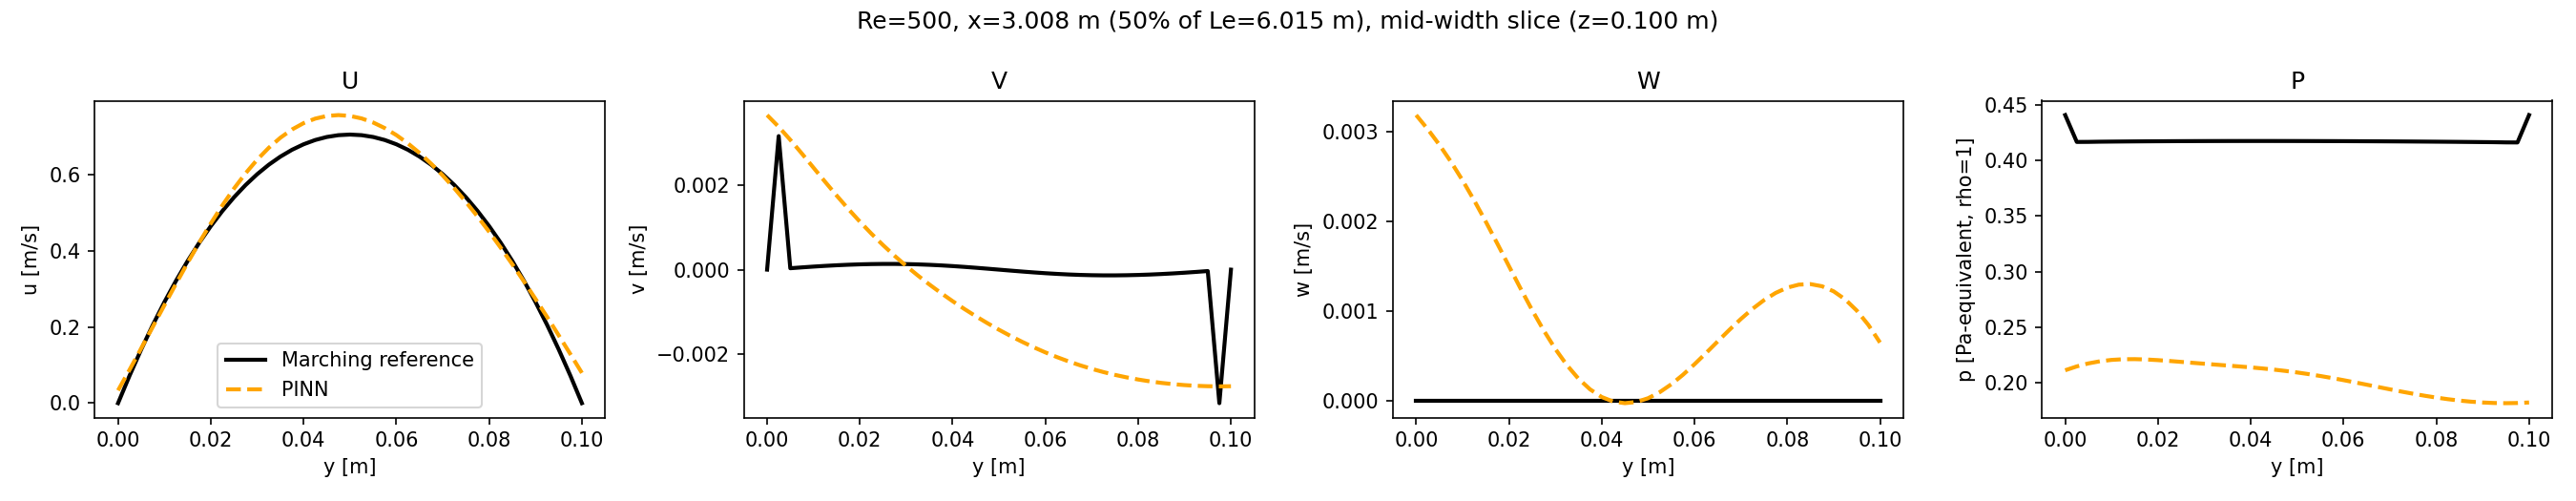 Re=500, x=3.008 m (50% of Le=6.015 m), mid-width slice (z=0.100 m)
U
u [m/s]
0.6
0.4
0.2
0.0
Marching reference
PINN
0.00 0.02 0.04 0.06 0.08 0.10
y [m]
V
v [m/s]
0.002
0.000
−0.002
0.00 0.02 0.04 0.06 0.08 0.10
y [m]
W
w [m/s]
0.003
0.002
0.001
0.000
0.00 0.02 0.04 0.06 0.08 0.10
y [m]
P
p [Pa-equivalent, rho=1]
0.45
0.40
0.35
0.30
0.25
0.20
0.00 0.02 0.04 0.06 0.08 0.10
y [m]